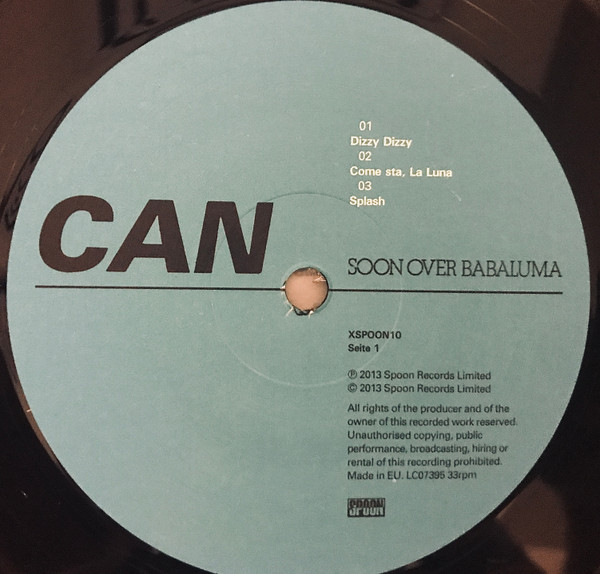 01
Dizzy Dizzy
02
Come sta, La Luna
03
Splash
CAN
SOON OVER BABALUMA
XSPOON10
Seite 1
℗ 2013 Spoon Records Limited
© 2013 Spoon Records Limited
All rights of the producer and of the
owner of this recorded work reserved.
Unauthorised copying, public
performance, broadcasting, hiring or
rental of this recording prohibited.
Made in EU. LC07395 33rpm
SPOON